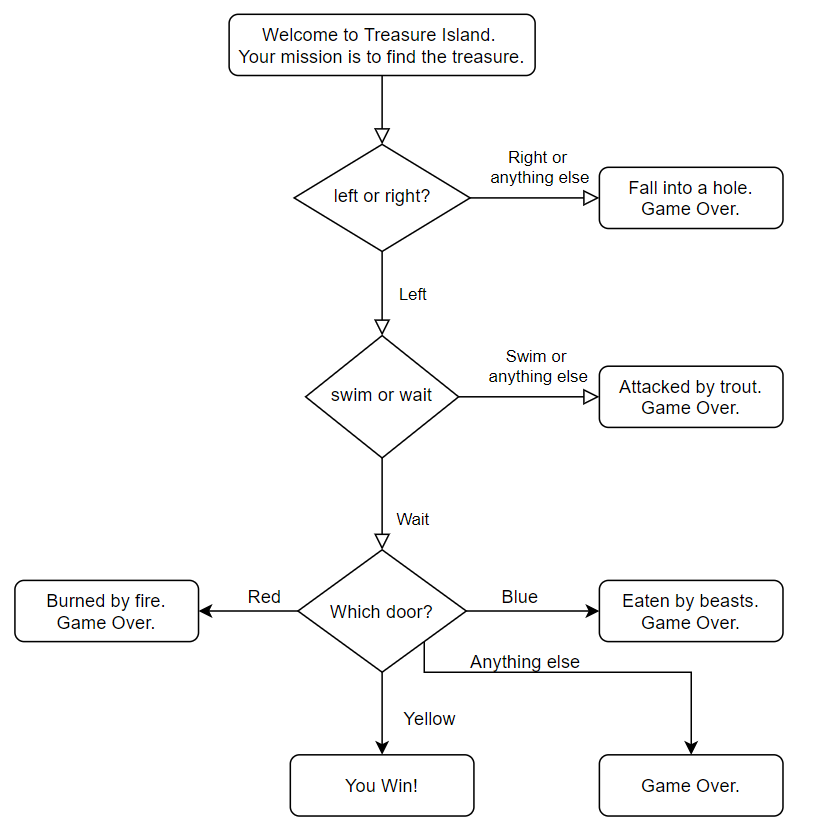 Welcome to Treasure Island.
Your mission is to find the treasure.
left or right?
Right or
anything else
Fall into a hole.
Game Over.
Left
swim or wait
Swim or
anything else
Attacked by trout.
Game Over.
Wait
Burned by fire.
Game Over.
Red
Which door?
Blue
Eaten by beasts.
Game Over.
Anything else
Yellow
You Win!
Game Over.